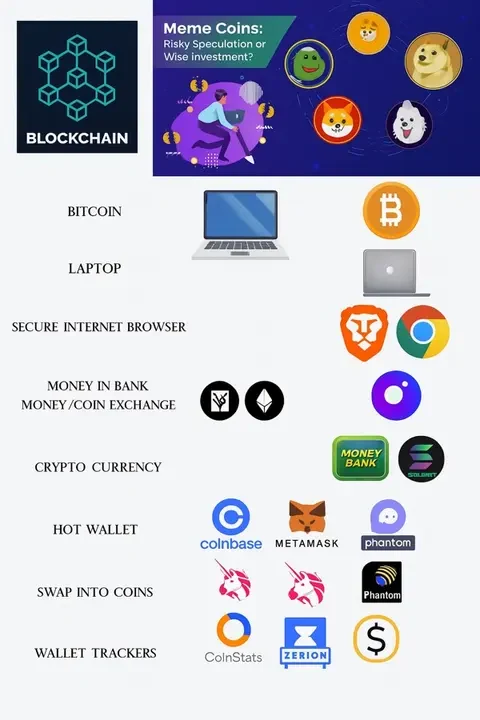 BLOCKCHAIN
Meme Coins:
Risky Speculation or
Wise investment?
BITCOIN
LAPTOP
SECURE INTERNET BROWSER
MONEY IN BANK
MONEY/COIN EXCHANGE
CRYPTO CURRENCY
MONEY
BANK
HOT WALLET
coinbase
METAMASK
phantom
SWAP INTO COINS
Phantom
WALLET TRACKERS
CoinStats
ZERION